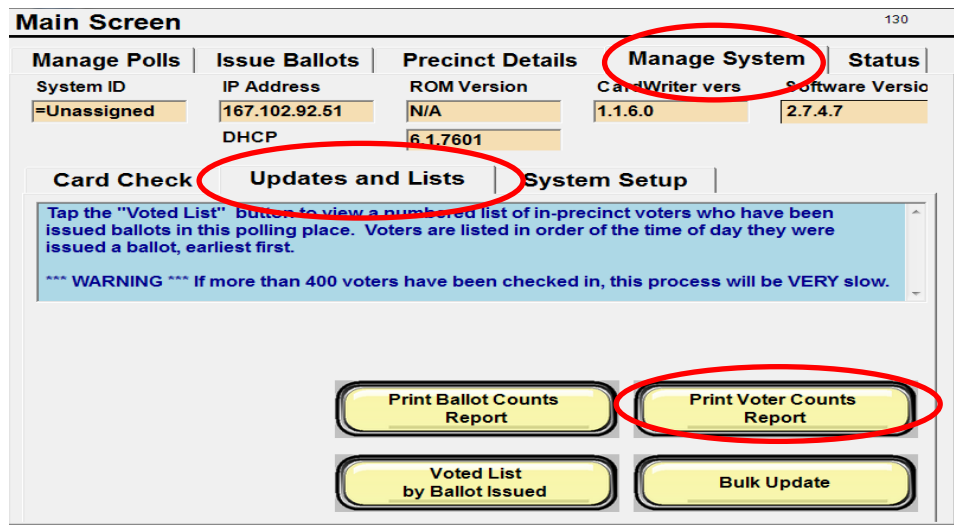 Main Screen 130
Manage Polls Issue Ballots Precinct Details Manage System Status
System ID IP Address ROM Version CardWriter vers Software Versio
=Unassigned 167.102.92.51 N/A 1.1.6.0 2.7.4.7
DHCP 6.1.7601
Card Check Updates and Lists System Setup
Tap the "Voted List" button to view a numbered list of in-precinct voters who have been
issued ballots in this polling place. Voters are listed in order of the time of day they were
issued a ballot, earliest first.
*** WARNING *** If more than 400 voters have been checked in, this process will be VERY slow.
Print Ballot Counts
Report
Print Voter Counts
Report
Voted List
by Ballot Issued
Bulk Update